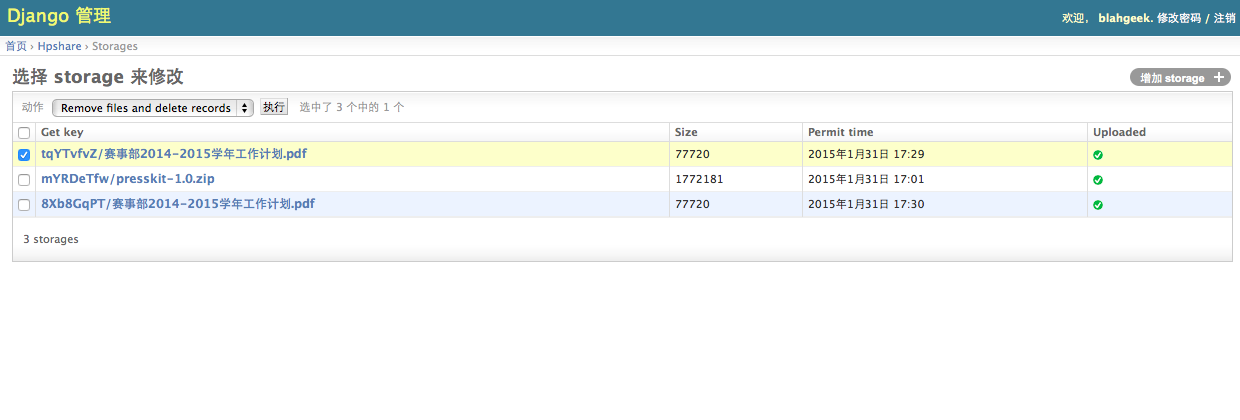 Django 管理
欢迎， blahgeek. 修改密码 / 注销
首页 › Hpshare › Storages
选择 storage 来修改
增加 storage +
动作 Remove files and delete records 执行 选中了 3 个中的 1 个
Get key Size Permit time Uploaded
tqYTvfvZ/赛事部2014-2015学年工作计划.pdf 77720 2015年1月31日 17:29
mYRDeTfw/presskit-1.0.zip 1772181 2015年1月31日 17:01
8Xb8GqPT/赛事部2014-2015学年工作计划.pdf 77720 2015年1月31日 17:30
3 storages